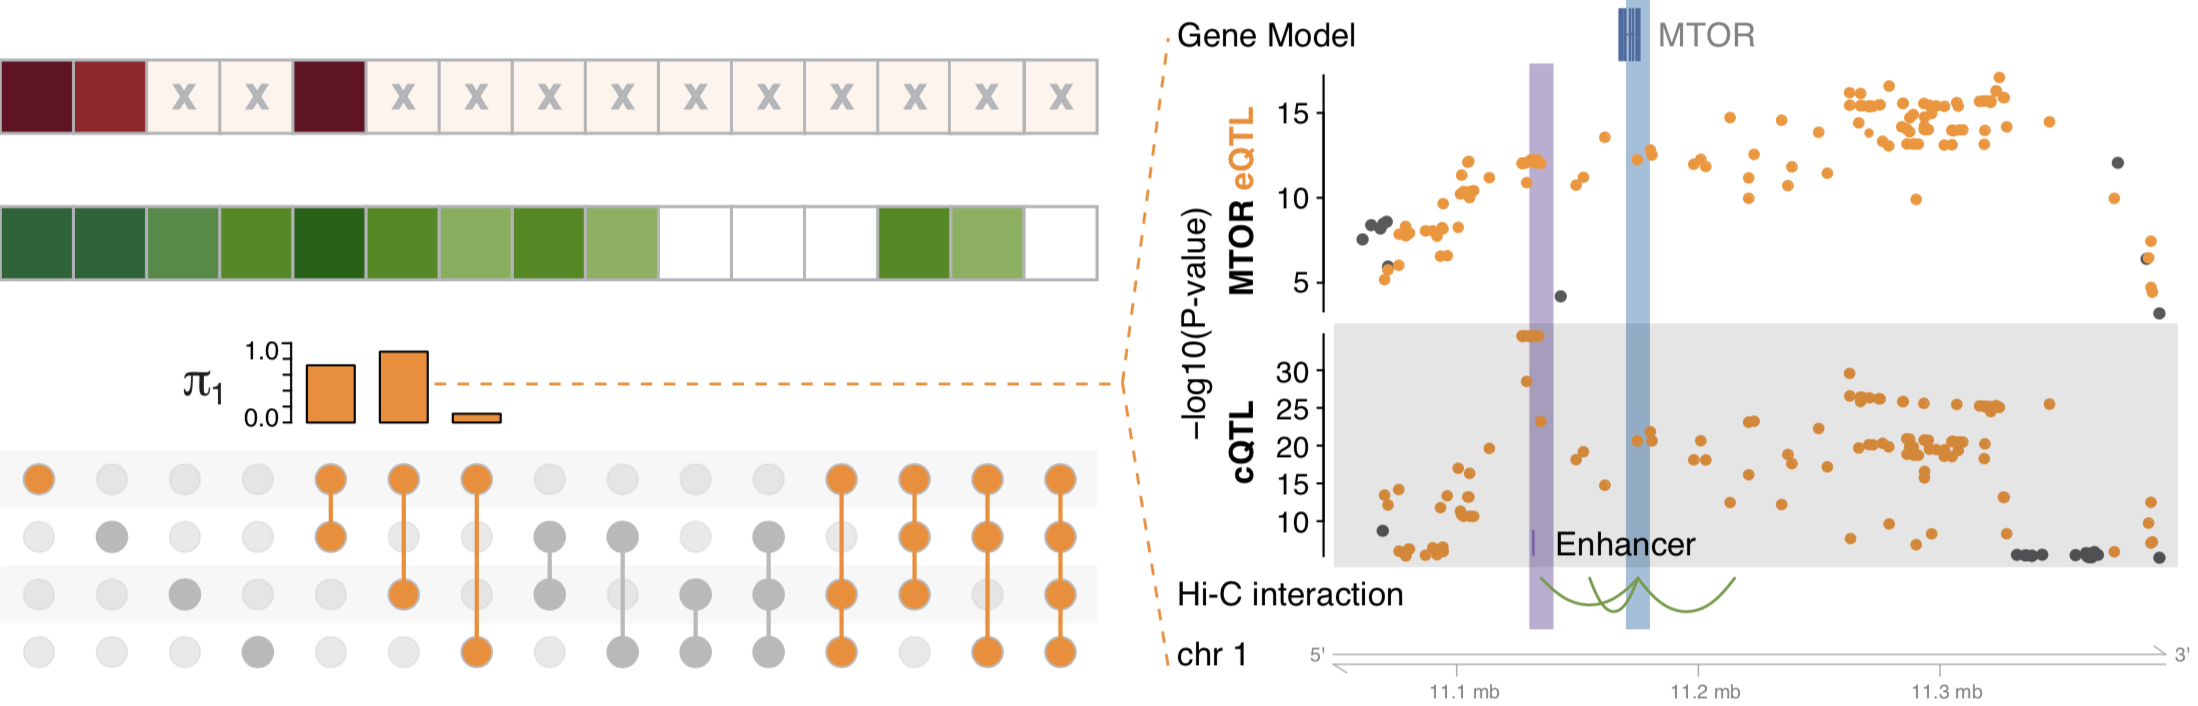 X X X X X X X X X X X X
1.0
π1
0.0
Gene Model
MTOR
–log10(P-value)
MTOR eQTL
15
10
5
cQTL
30
25
20
15
10
Enhancer
Hi-C interaction
chr 1
5'
3'
11.1 mb
11.2 mb
11.3 mb